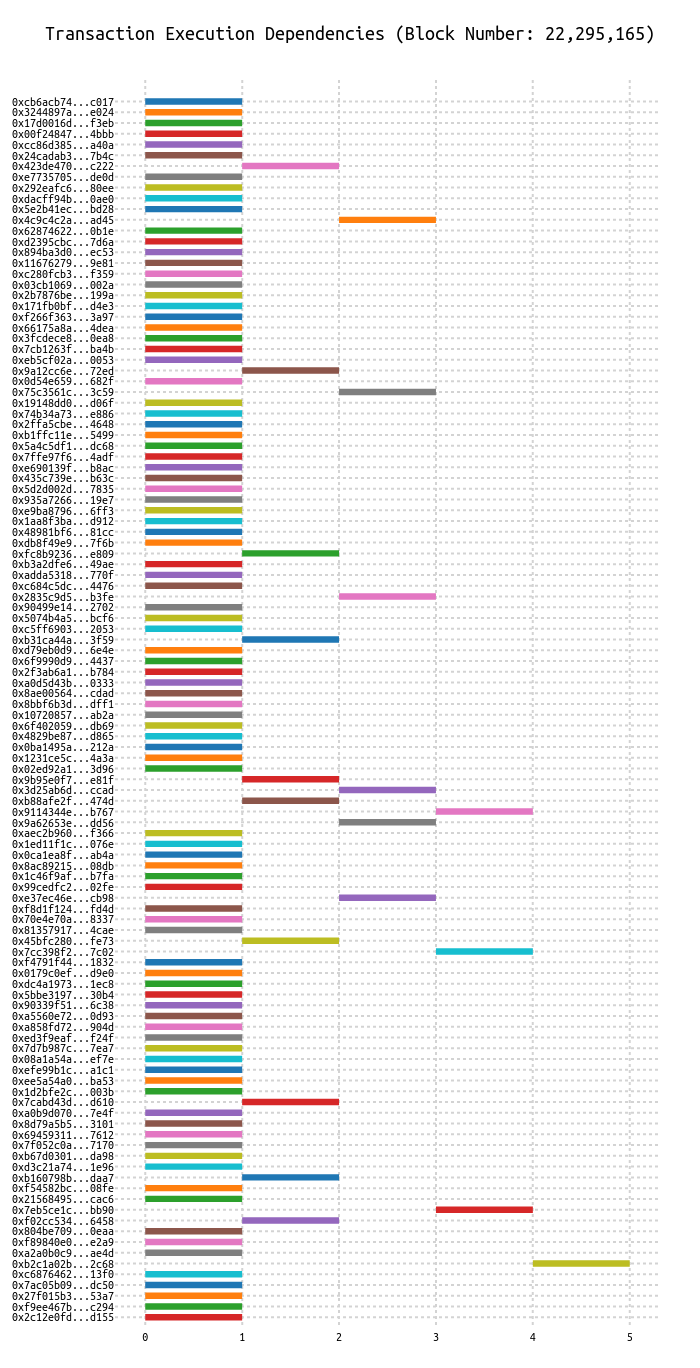 Transaction Execution Dependencies (Block Number: 22,295,165)
0xcb6acb74...c017
0x3244897a...e024
0x17d0016d...f3eb
0x00f24847...4bbb
0xcc86d385...a40a
0x24cadab3...7b4c
0x423de470...c222
0xe7735705...de0d
0x292eafc6...80ee
0xdacff94b...0ae0
0x5e2b41ec...bd28
0x4c9c4c2a...ad45
0x62874622...0b1e
0xd2395cbc...7d6a
0x894ba3d0...ec53
0x11676279...9e81
0xc280fcb3...f359
0x03cb1069...002a
0x2b7876be...199a
0x171fb0bf...d4e3
0xf266f363...3a97
0x66175a8a...4dea
0x3fcdece8...0ea8
0x7cb1263f...ba4b
0xeb5cf02a...0053
0x9a12cc6e...72ed
0x0d54e659...682f
0x75c3561c...3c59
0x19148dd0...d06f
0x74b34a73...e886
0x2ffa5cbe...4648
0xb1ffc11e...5499
0x5a4c5df1...dc68
0x7ffe97f6...4adf
0xe690139f...b8ac
0x435c739e...b63c
0x5d2d002d...7835
0x935a7266...19e7
0xe9ba8796...6ff3
0x1aa8f3ba...d912
0x48981bf6...81cc
0xdb8f49e9...7f6b
0xfc8b9236...e809
0xb3a2dfe6...49ae
0xadda5318...770f
0xc684c5dc...4476
0x2835c9d5...b3fe
0x90499e14...2702
0x5074b4a5...bcf6
0xc5ff6903...2053
0xb31ca44a...3f59
0xd79eb0d9...6e4e
0x6f9990d9...4437
0x2f3ab6a1...b784
0xa0d5d43b...0333
0x8ae00564...cdad
0x8bbf6b3d...dff1
0x10720857...ab2a
0x6f402059...db69
0x4829be87...d865
0x0ba1495a...212a
0x1231ce5c...4a3a
0x02ed92a1...3d96
0x9b95e0f7...e81f
0x3d25ab6d...ccad
0xb88afe2f...474d
0x9114344e...b767
0x9a62653e...dd56
0xaec2b960...f366
0x1ed11f1c...076e
0x0ca1ea8f...ab4a
0x8ac89215...08db
0x1c46f9af...b7fa
0x99cedfc2...02fe
0xe37ec46e...cb98
0xf8d1f124...fd4d
0x70e4e70a...8337
0x81357917...4cae
0x45bfc280...fe73
0x7cc398f2...7c02
0xf4791f44...1832
0x0179c0ef...d9e0
0xdc4a1973...1ec8
0x5bbe3197...30b4
0x90339f51...6c38
0xa5560e72...0d93
0xa858fd72...904d
0xed3f9eaf...f24f
0x7d7b987c...7ea7
0x08a1a54a...ef7e
0xefe99b1c...a1c1
0xee5a54a0...ba53
0x1d2bfe2c...003b
0x7cabd43d...d610
0xa0b9d070...7e4f
0x8d79a5b5...3101
0x69459311...7612
0x7f052c0a...7170
0xb67d0301...da98
0xd3c21a74...1e96
0xb160798b...daa7
0xf54582bc...08fe
0x21568495...cac6
0x7eb5ce1c...bb90
0xf02cc534...6458
0x804be709...0eaa
0xf89840e0...e2a9
0xa2a0b0c9...ae4d
0xb2c1a02b...2c68
0xc6876462...13f0
0x7ac05b09...dc50
0x27f015b3...53a7
0xf9ee467b...c294
0x2c12e0fd...d155
0 1 2 3 4 5